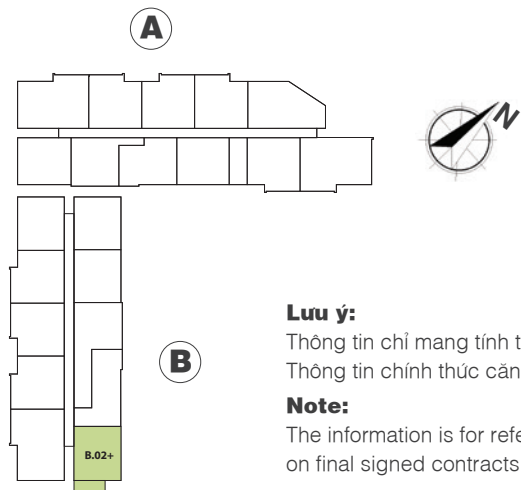 A
N
B
B.02+
Lưu ý:
Thông tin chỉ mang tính
Thông tin chính thức căn
Note:
The information is for
on final signed contracts